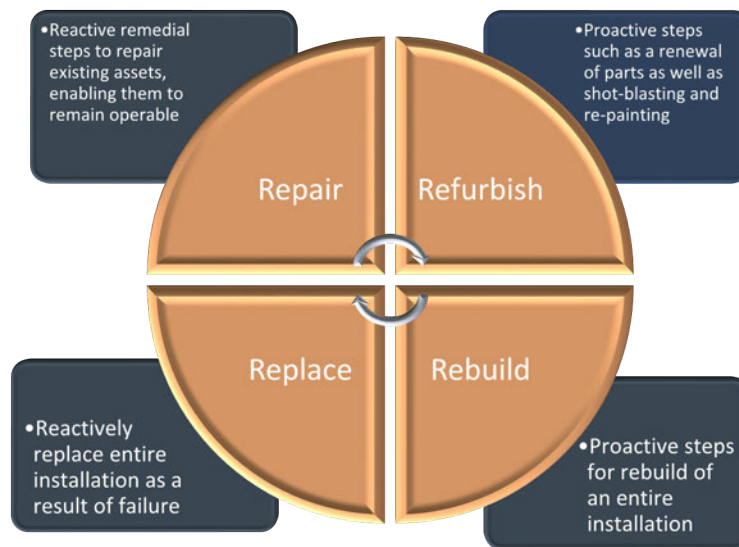 •Reactive remedial
steps to repair
existing assets,
enabling them to
remain operable
•Proactive steps
such as a renewal
of parts as well as
shot-blasting and
re-painting
Repair
Refurbish
Replace
Rebuild
•Reactively
replace entire
installation as a
result of failure
•Proactive steps
for rebuild of
an entire
installation